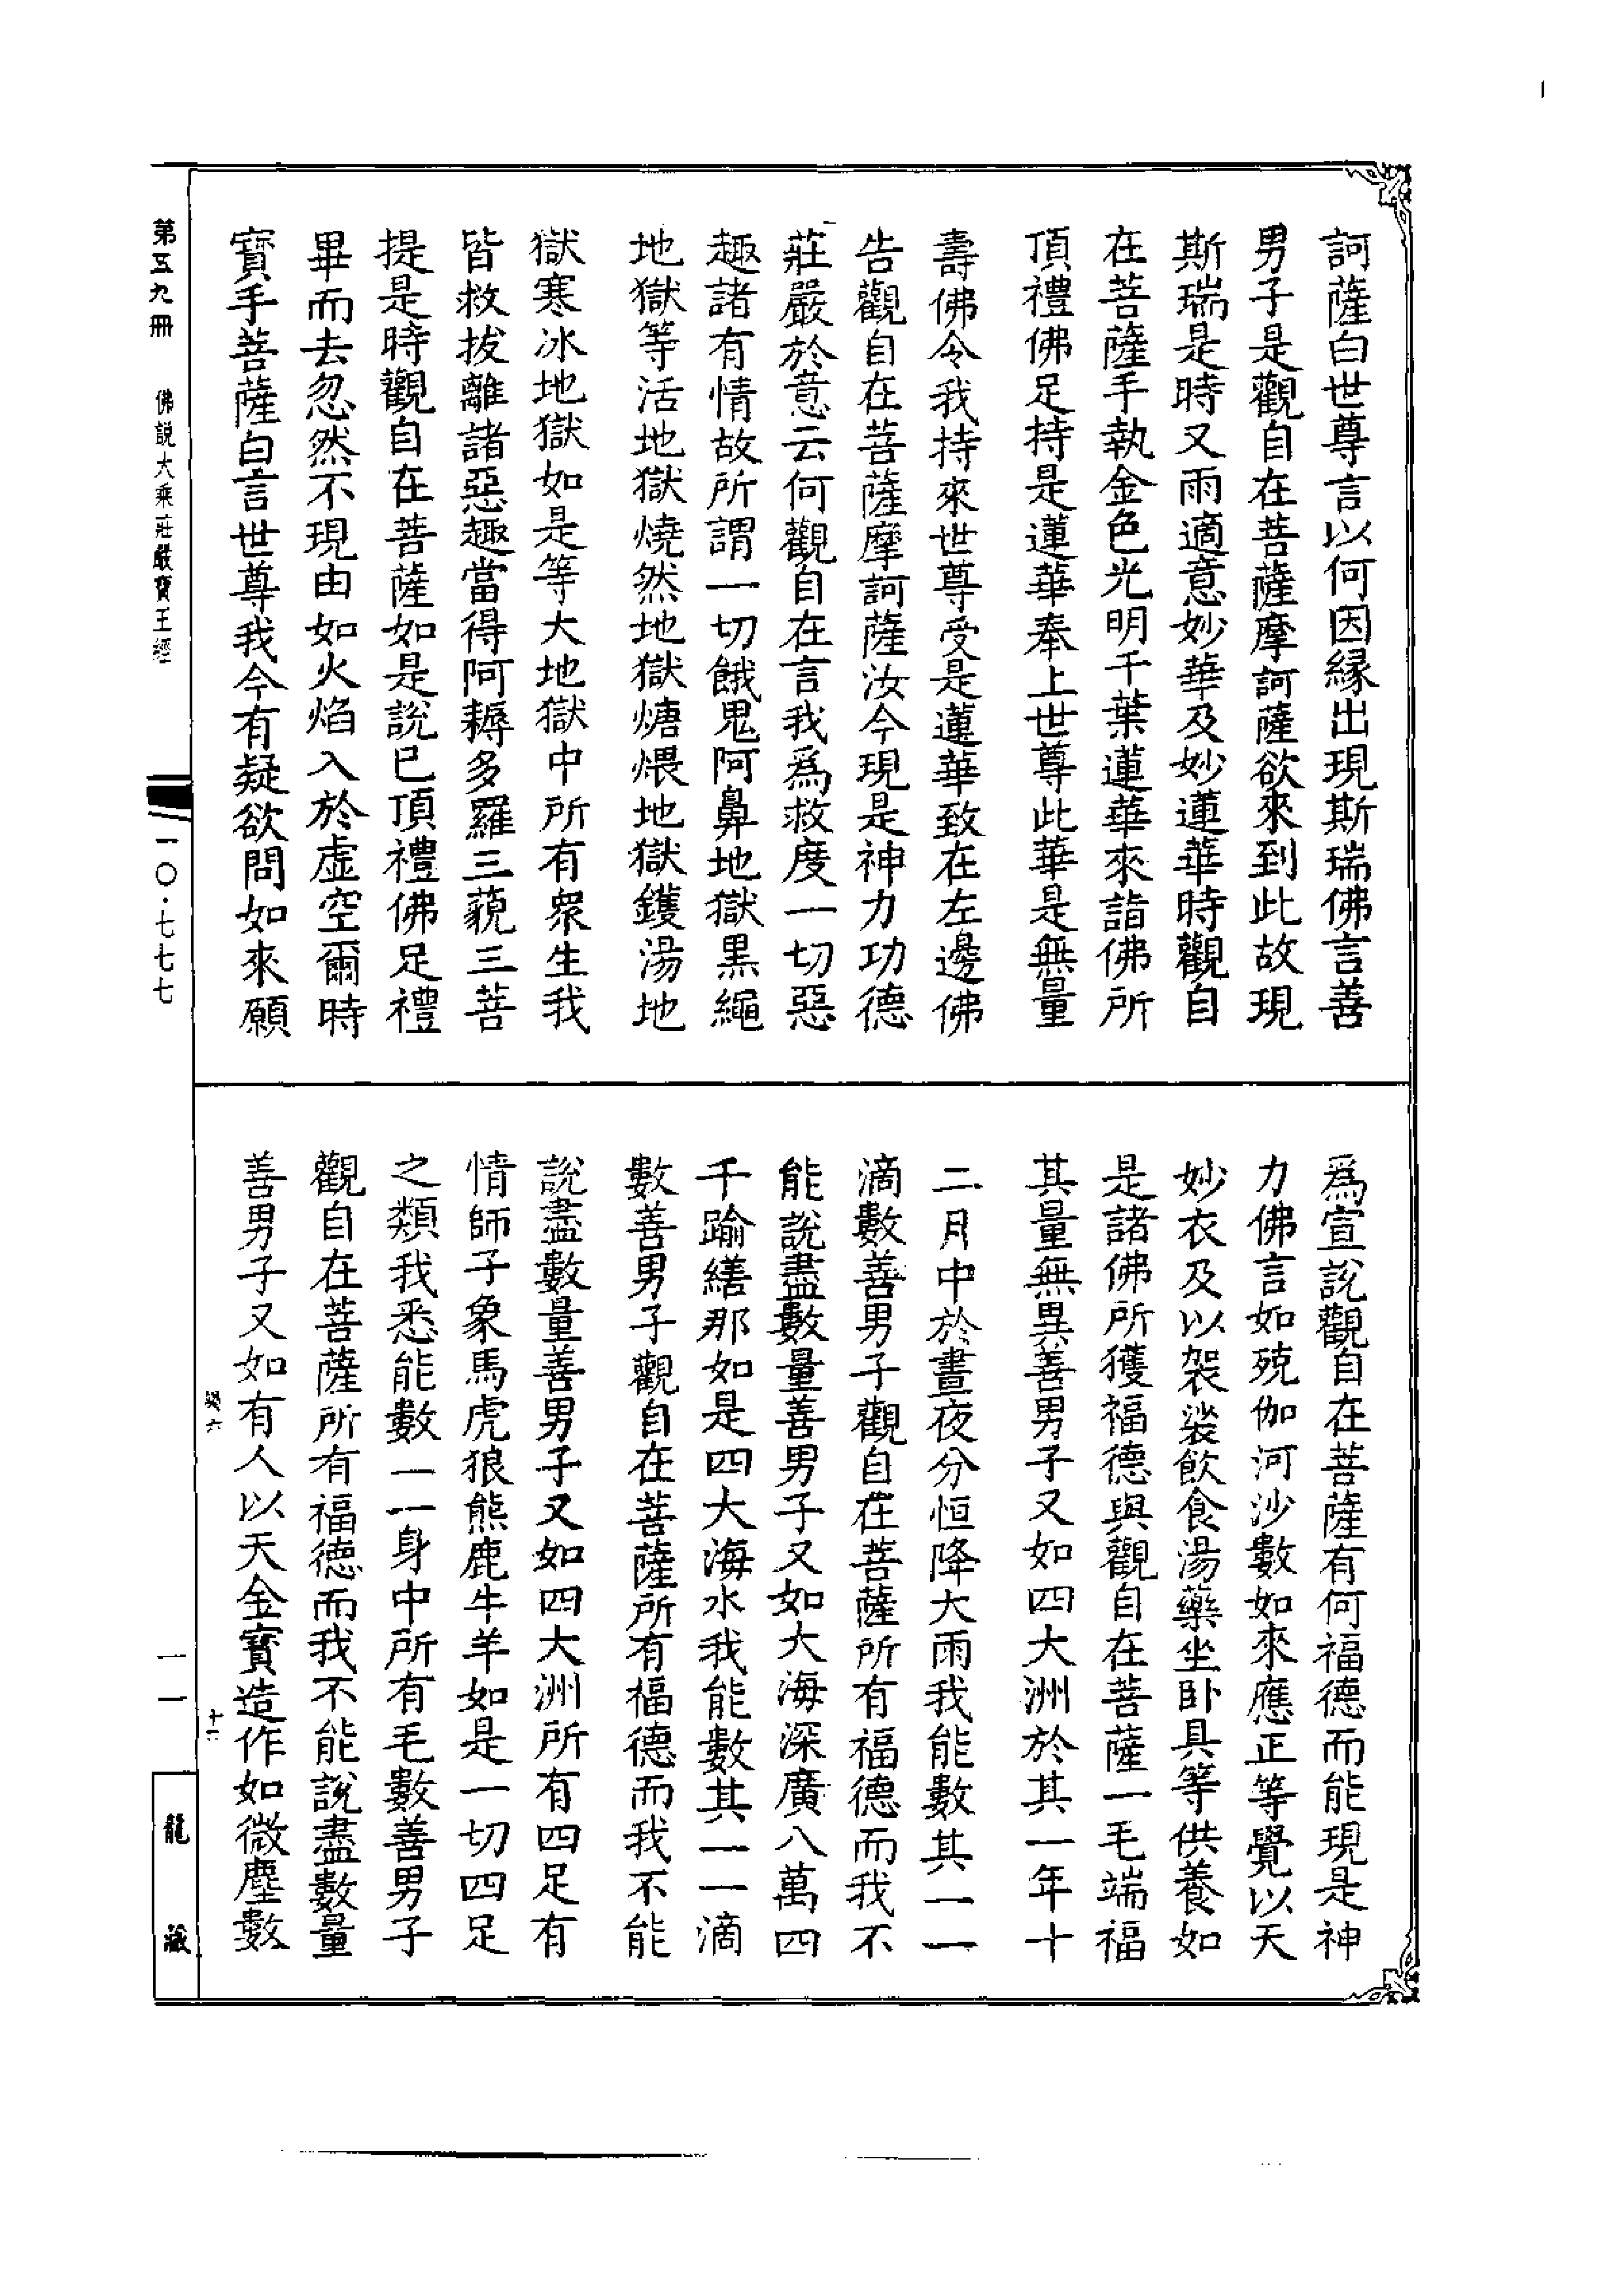 訶薩白世尊言以何因緣出現斯瑞佛言善
男子是觀自在菩薩摩訶薩欲來到此故現
斯瑞是時又雨適意妙華及妙蓮華時觀自
在菩薩手執金色光明千葉蓮華來詣佛所
頂禮佛足持是蓮華奉上世尊此華是無量
壽佛令我持來世尊受是蓮華致在左邊佛
告觀自在菩薩摩訶薩汝今現是神力功德
莊嚴於意云何觀自在言我爲救度一切惡
趣諸有情故所謂一切餓鬼阿鼻地獄黑繩
地獄等活地獄燒然地獄煻煨地獄鑊湯地
獄寒冰地獄如是等大地獄中所有衆生我
皆救拔離諸惡趣當得阿耨多羅三藐三菩
提是時觀自在菩薩如是說已頂禮佛足禮
畢而去忽然不現由如火焰入於虛空爾時
寶手菩薩白言世尊我今有疑欲問如來願
爲宣說觀自在菩薩有何福德而能現是神
力佛言如殑伽河沙數如來應正等覺以天
妙衣及以袈裟飲食湯藥坐臥具等供養如
是諸佛所獲福德與觀自在菩薩一毛端福
其量無異善男子又如四大洲於其一年十
二月中於晝夜分恒降大雨我能數其一一
滴數善男子觀自在菩薩所有福德而我不
能說盡數量善男子又如大海深廣八萬四
千踰繕那如是四大海水我能數其一一滴
數善男子觀自在菩薩所有福德而我不能
說盡數量善男子又如四大洲所有四足有
情師子象馬虎狼熊鹿牛羊如是一切四足
之類我悉能數一一身中所有毛數善男子
觀自在菩薩所有福德而我不能說盡數量
善男子又如有人以天金寶造作如微塵數
第五九冊
佛說大乘莊嚴寶王經
一〇·七七七
一一
龍藏